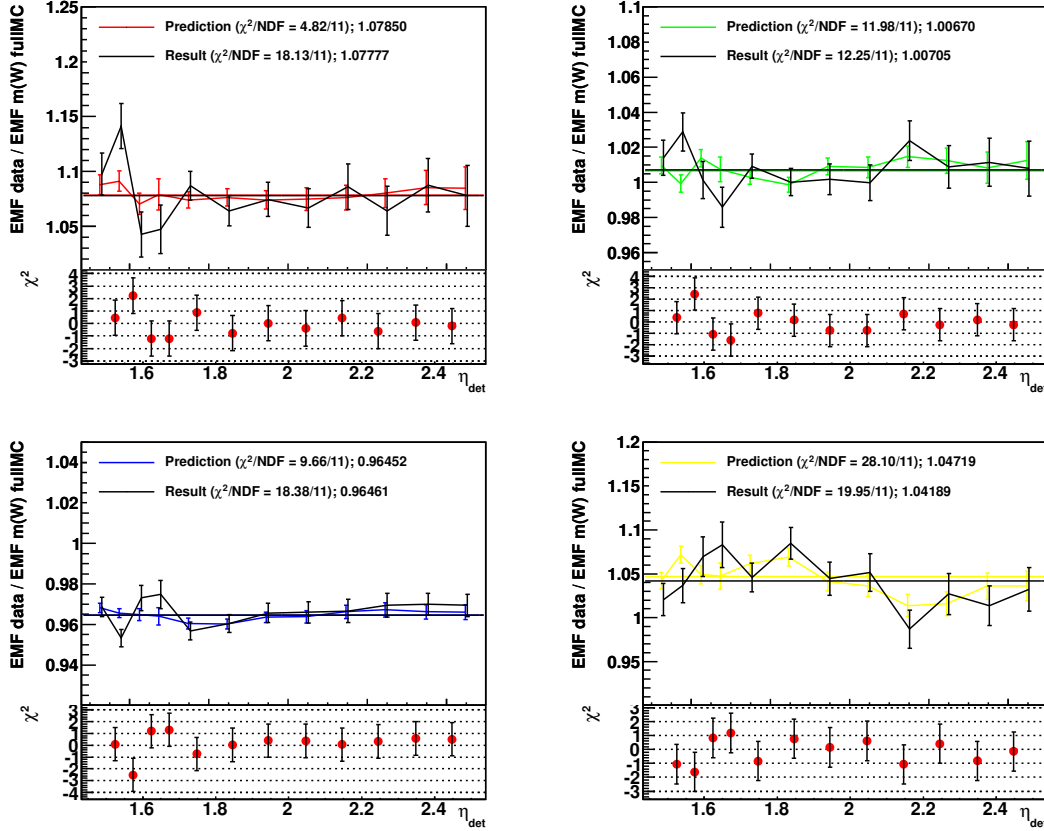 EMF data / EMF m(W) fullMC
1.25
1.2
1.15
1.1
1.05
Prediction (χ²/NDF = 4.82/11); 1.07850
Result (χ²/NDF = 18.13/11); 1.07777
χ²
4
3
2
1
0
-1
-2
-3
1.6 1.8 2 2.2 2.4
η_det
EMF data / EMF m(W) fullMC
1.1
1.08
1.06
1.04
1.02
1
0.98
0.96
Prediction (χ²/NDF = 11.98/11); 1.00670
Result (χ²/NDF = 12.25/11); 1.00705
χ²
4
3
2
1
0
-1
-2
-3
1.6 1.8 2 2.2 2.4
η_det
EMF data / EMF m(W) fullMC
1.04
1.02
1
0.98
0.96
0.94
Prediction (χ²/NDF = 9.66/11); 0.96452
Result (χ²/NDF = 18.38/11); 0.96461
χ²
3
2
1
0
-1
-2
-3
-4
1.6 1.8 2 2.2 2.4
η_det
EMF data / EMF m(W) fullMC
1.2
1.15
1.1
1.05
1
0.95
Prediction (χ²/NDF = 28.10/11); 1.04719
Result (χ²/NDF = 19.95/11); 1.04189
χ²
3
2
1
0
-1
-2
-3
1.6 1.8 2 2.2 2.4
η_det